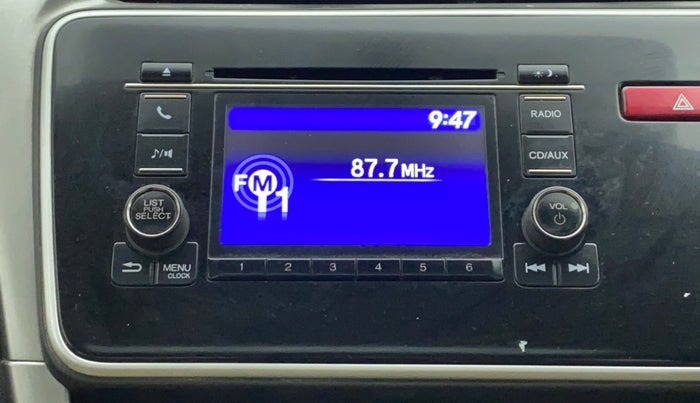 9:47
RADIO
87.7 MHz
CD/AUX
FM
11
LIST
PUSH
SELECT
VOL
MENU
CLOCK
1 2 3 4 5 6